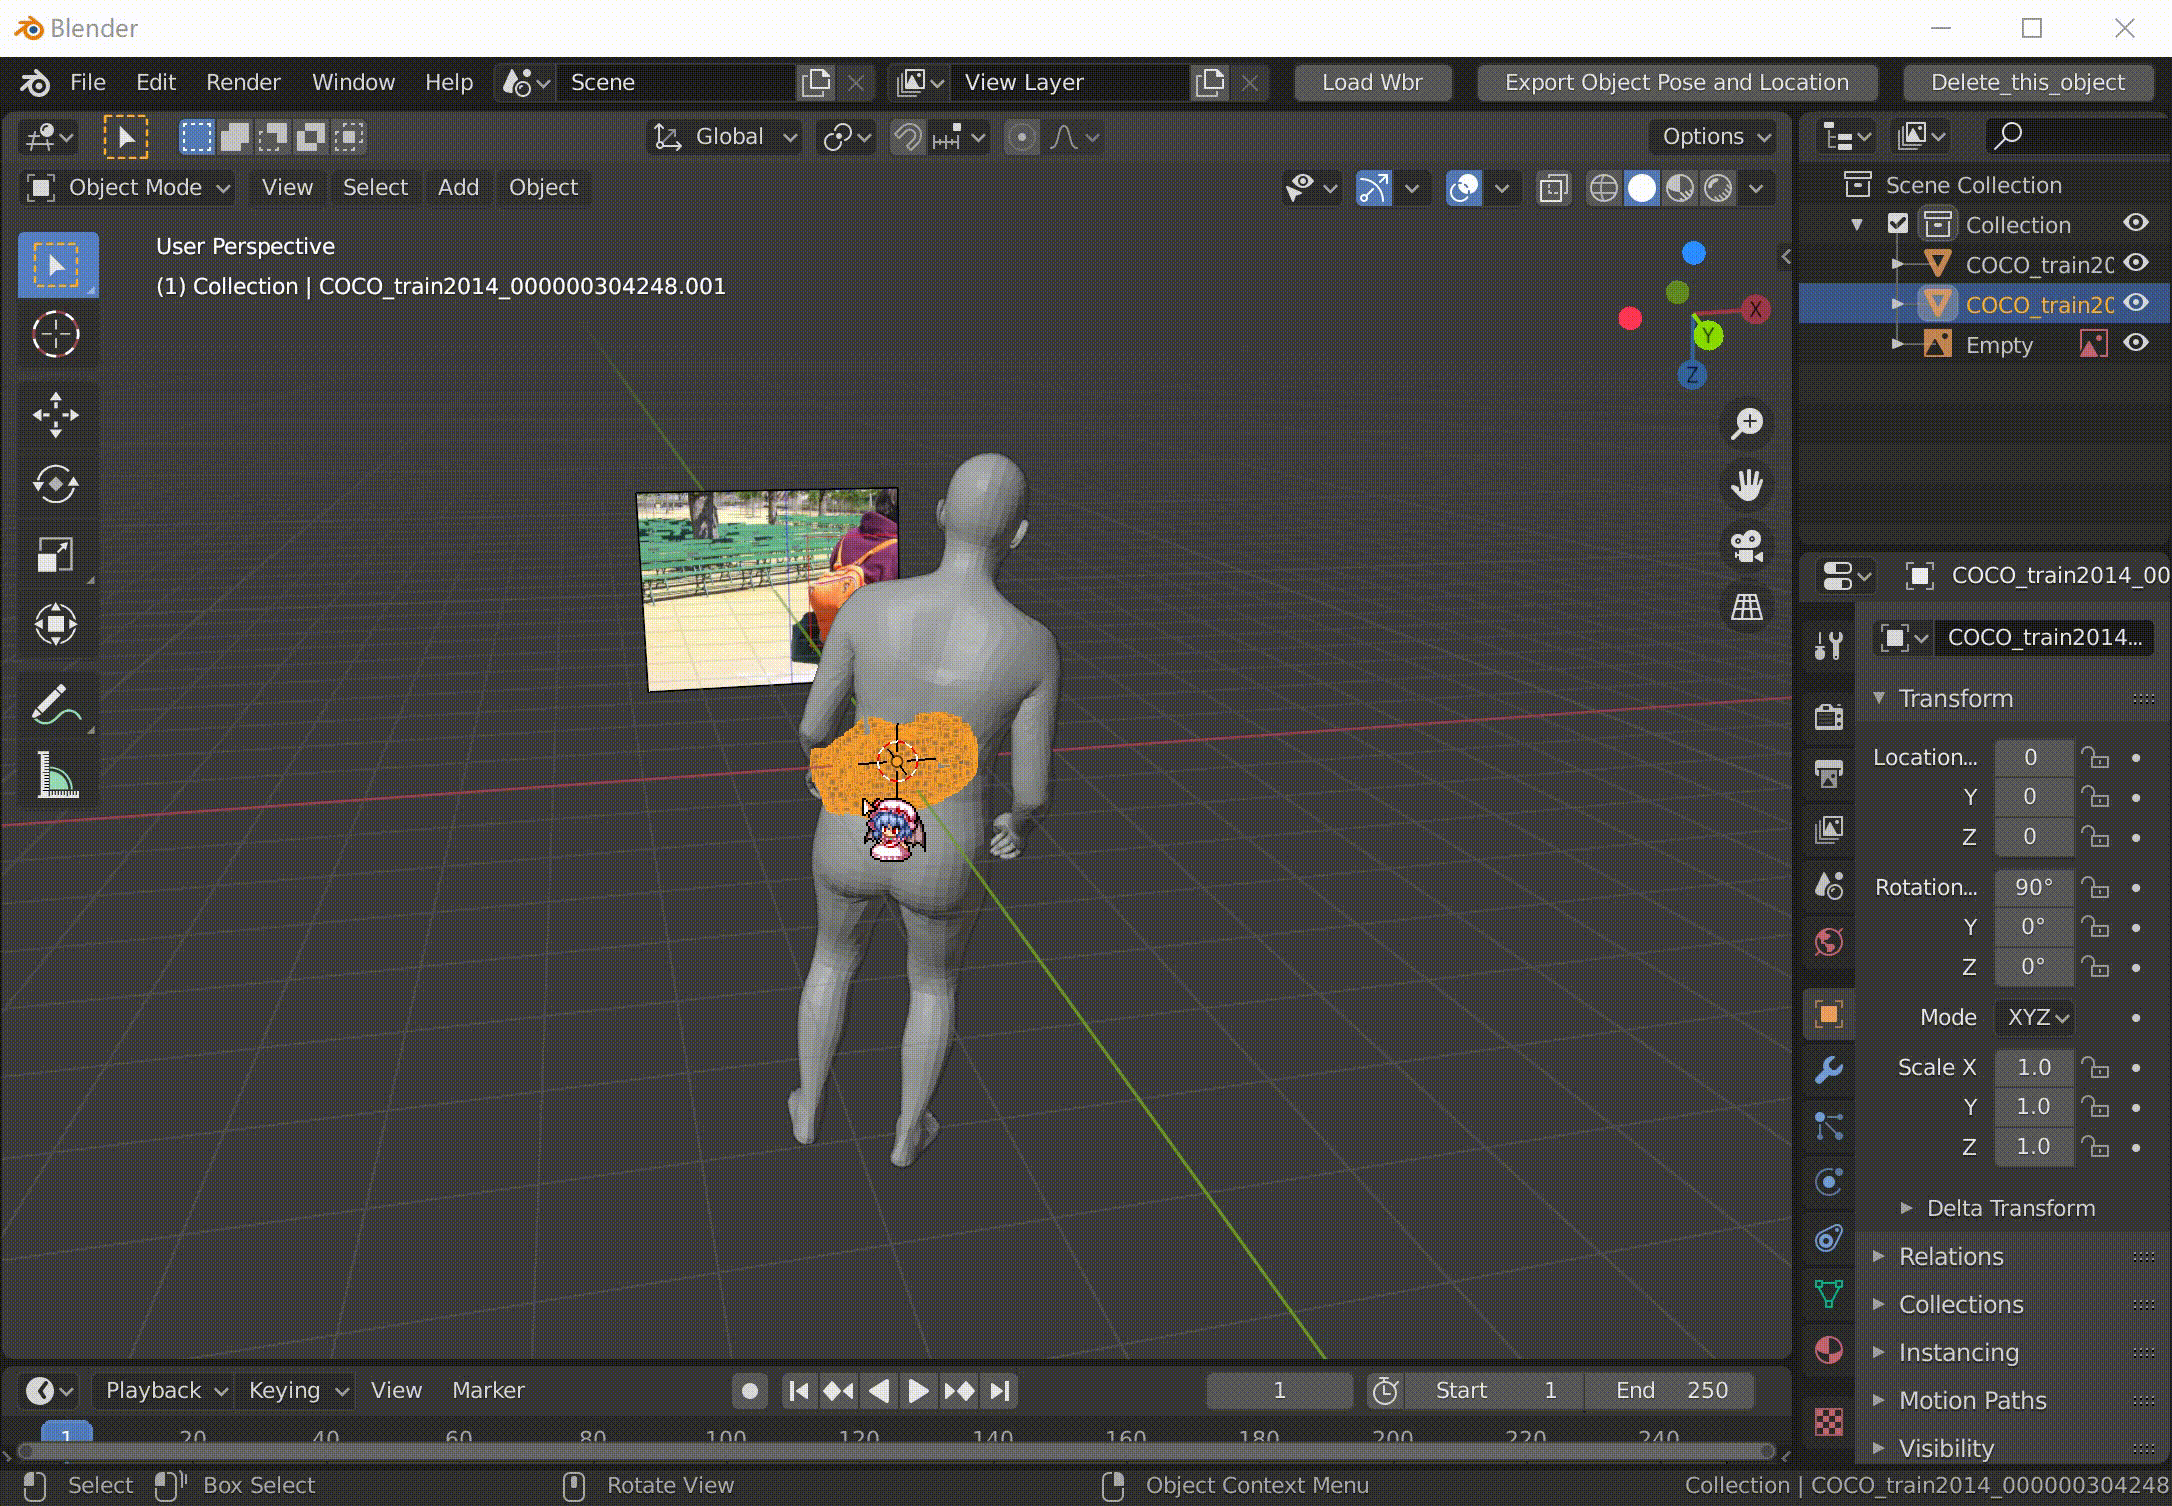 Blender
File Edit Render Window Help Scene View Layer Load Wbr Export Object Pose and Location Delete_this_object
Global Options
Object Mode View Select Add Object
User Perspective
(1) Collection | COCO_train2014_000000304248.001
X
Y
Z
Scene Collection
Collection
COCO_train20
COCO_train20
Empty
COCO_train2014_00
COCO_train2014...
Transform
Location... 0
Y 0
Z 0
Rotation... 90°
Y 0°
Z 0°
Mode XYZ
Scale X 1.0
Y 1.0
Z 1.0
Delta Transform
Relations
Collections
Instancing
Motion Paths
Visibility
Playback Keying View Marker 1 Start 1 End 250
1 20 40 60 80 100 120 140 160 180 200 220 240
Select Box Select Rotate View Object Context Menu Collection | COCO_train2014_000000304248